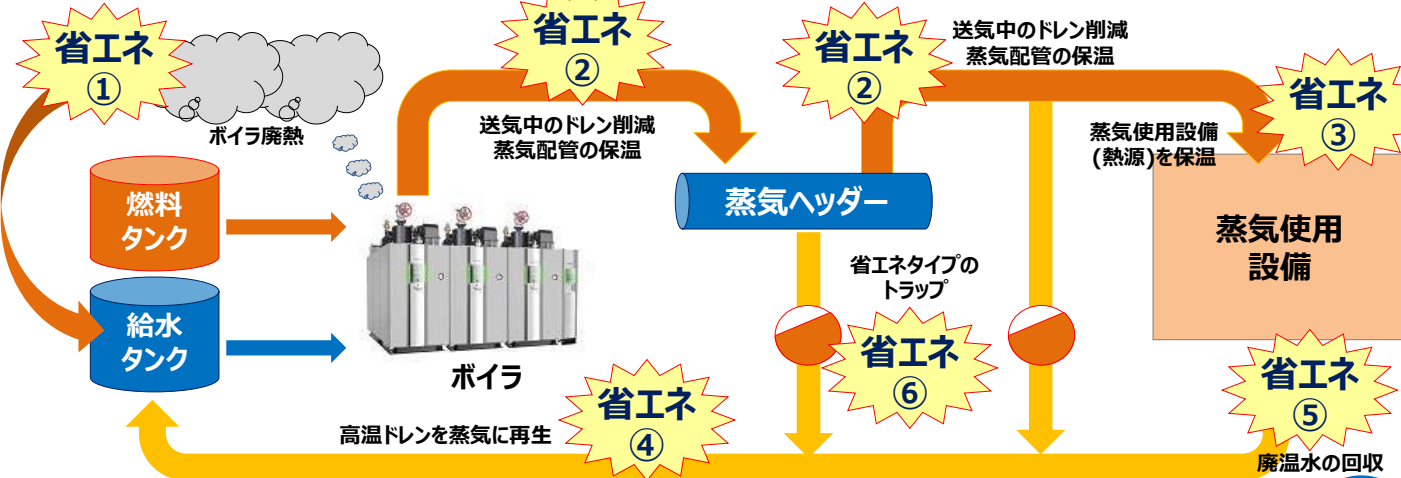 省エネ
①
ボイラ廃熱
燃料
タンク
給水
タンク
省エネ
②
送気中のドレン削減
蒸気配管の保温
ボイラ
蒸気ヘッダー
省エネ
②
送気中のドレン削減
蒸気配管の保温
省エネ
③
蒸気使用設備
(熱源)を保温
蒸気使用
設備
省エネタイプの
トラップ
省エネ
⑥
高温ドレンを蒸気に再生
省エネ
④
省エネ
⑤
廃温水の回収